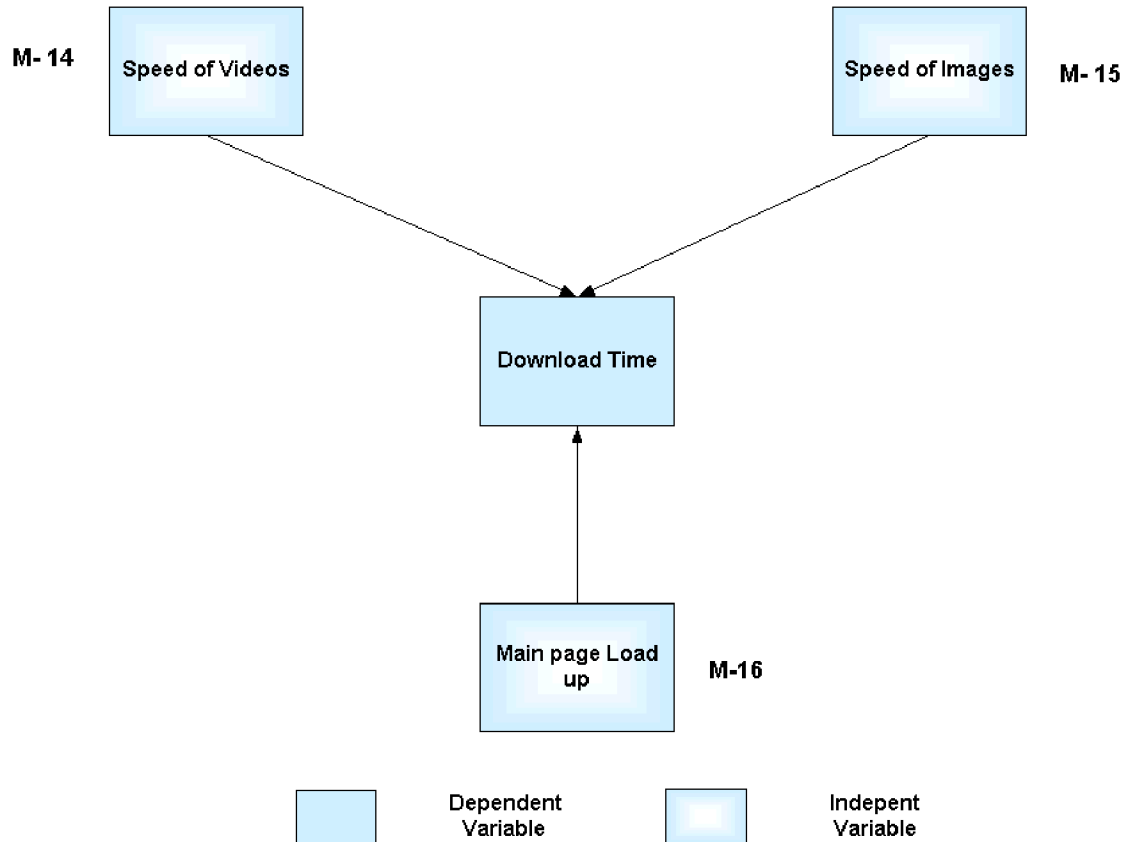 M- 14
Speed of Videos
Speed of Images
M- 15
Download Time
Main page Load
up
M-16
Dependent
Variable
Indepent
Variable